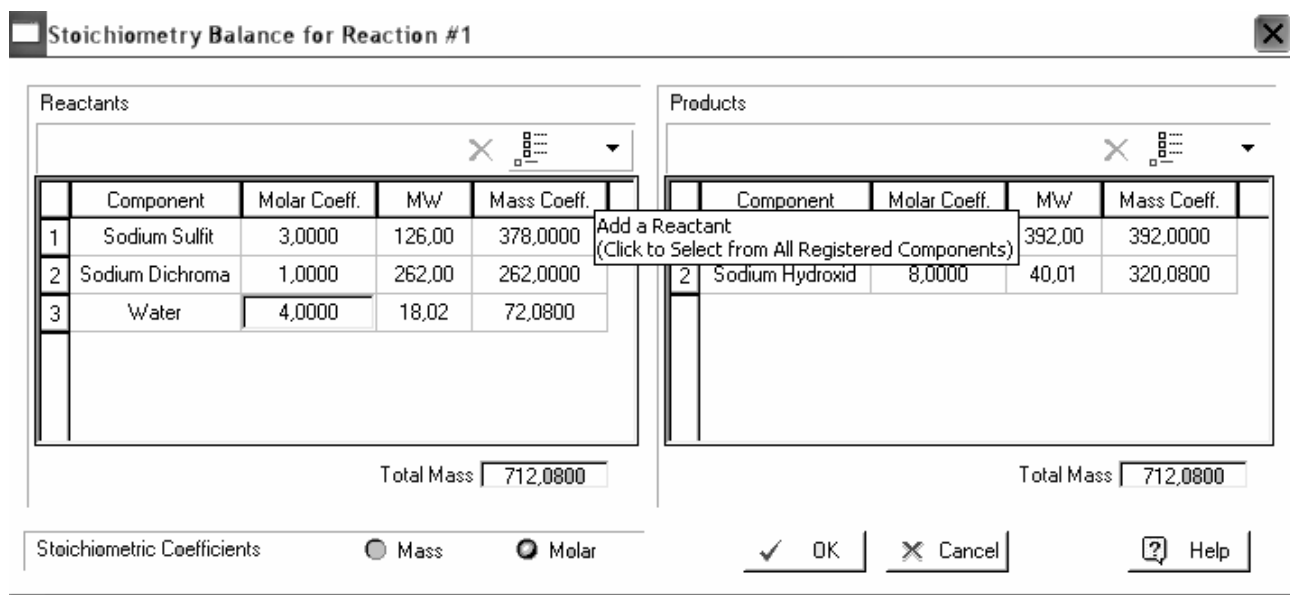 Stoichiometry Balance for Reaction #1
Reactants
Products
Component Molar Coeff. MW Mass Coeff.
1 Sodium Sulfit 3,0000 126,00 378,0000
2 Sodium Dichroma 1,0000 262,00 262,0000
3 Water 4,0000 18,02 72,0800
Total Mass 712,0800
Component Molar Coeff. MW Mass Coeff.
Add a Reactant
(Click to Select from All Registered Components)
392,00 392,0000
2 Sodium Hydroxid 8,0000 40,01 320,0800
Total Mass 712,0800
Stoichiometric Coefficients Mass Molar
OK Cancel Help